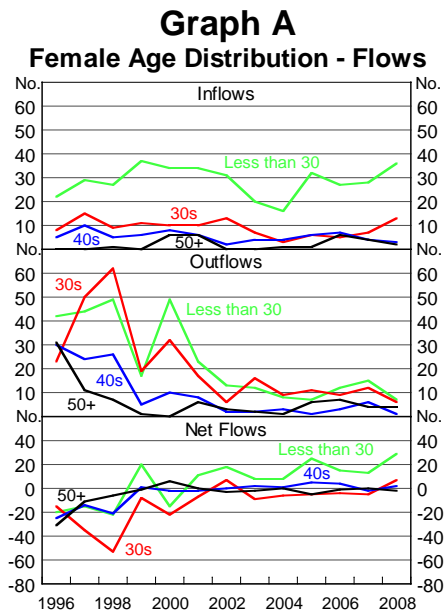 Graph A
Female Age Distribution - Flows
No. Inflows No.
60 60
50 50
40 40
30 Less than 30 30
20 20
10 30s 10
40s 50+
Outflows
60 30s 60
50 50
40 Less than 30 40
30 30
20 40s 20
10 50+ 10
No. Net Flows No.
40 Less than 30 40
20 40s 20
0 50+ 0
-20 -20
-40 -40
-60 30s -60
-80 -80
1996 1998 2000 2002 2004 2006 2008